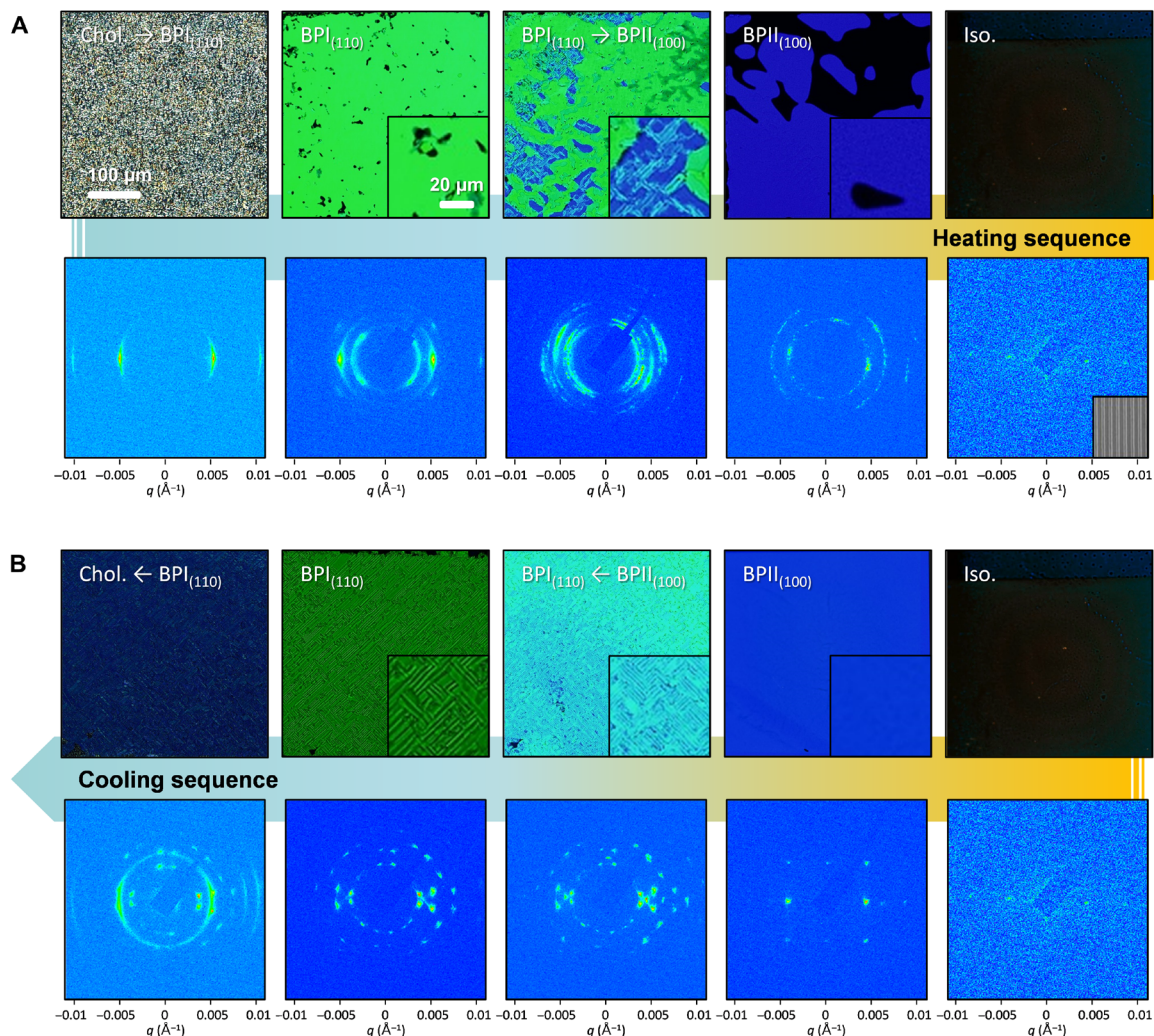 A
Chol. → BPI(110)
BPI(110)
BPI(110) → BPII(100)
BPII(100)
Iso.
100 µm
20 µm
Heating sequence
−0.01 −0.005 0 0.005 0.01
−0.01 −0.005 0 0.005 0.01
−0.01 −0.005 0 0.005 0.01
−0.01 −0.005 0 0.005 0.01
−0.01 −0.005 0 0.005 0.01
q (Å⁻¹)
q (Å⁻¹)
q (Å⁻¹)
q (Å⁻¹)
q (Å⁻¹)
B
Chol. ← BPI(110)
BPI(110)
BPI(110) ← BPII(100)
BPII(100)
Iso.
Cooling sequence
−0.01 −0.005 0 0.005 0.01
−0.01 −0.005 0 0.005 0.01
−0.01 −0.005 0 0.005 0.01
−0.01 −0.005 0 0.005 0.01
−0.01 −0.005 0 0.005 0.01
q (Å⁻¹)
q (Å⁻¹)
q (Å⁻¹)
q (Å⁻¹)
q (Å⁻¹)